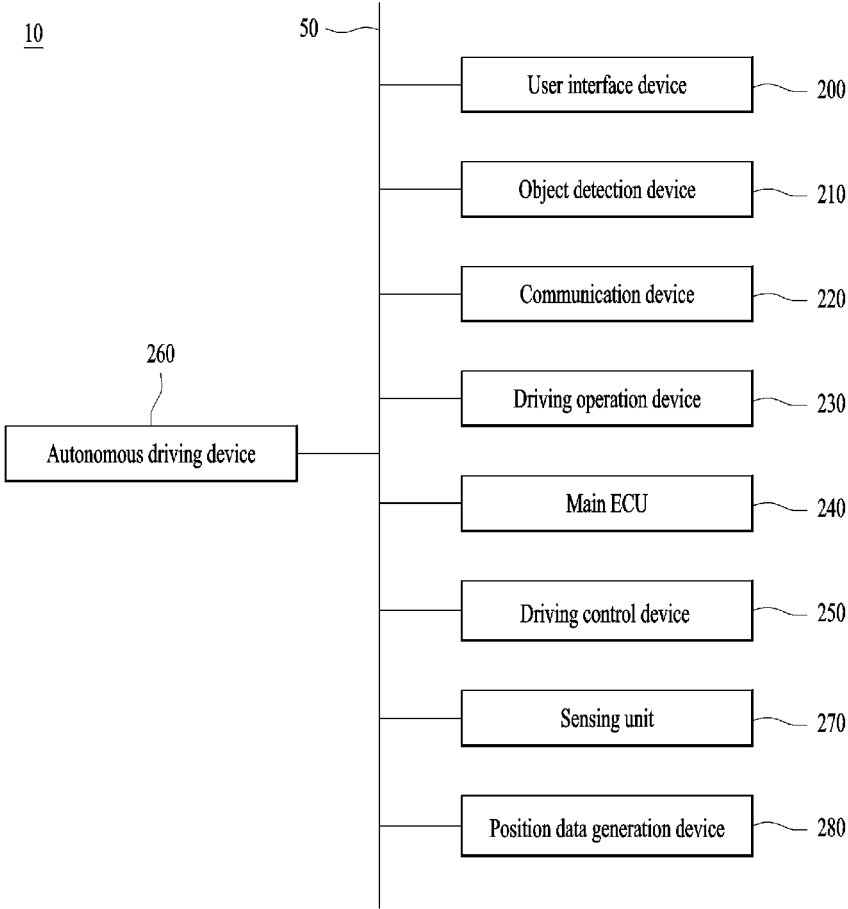 10
50
User interface device
200
Object detection device
210
Communication device
220
260
Driving operation device
230
Autonomous driving device
Main ECU
240
Driving control device
250
Sensing unit
270
Position data generation device
280